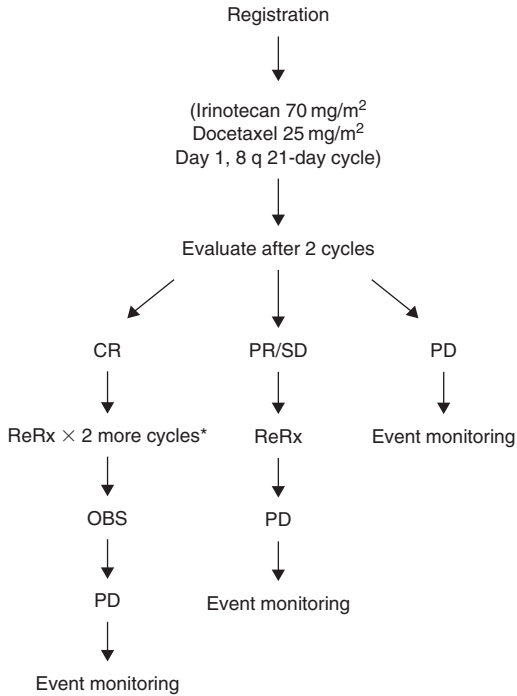 Registration
(Irinotecan 70 mg/m²
Docetaxel 25 mg/m²
Day 1, 8 q 21-day cycle)
Evaluate after 2 cycles
CR
PR/SD
PD
ReRx × 2 more cycles*
ReRx
Event monitoring
OBS
PD
PD
Event monitoring
Event monitoring